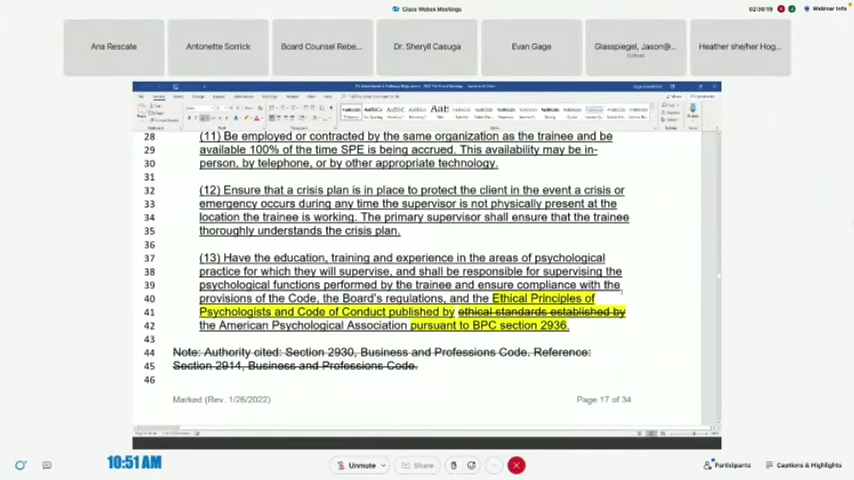 Cisco Webex Meetings
02:30:19
Webinar Info
Ana Rescate
Antonette Sorrick
Board Counsel Rebe...
Dr. Sheryll Casuga
Evan Gage
Glasspiegel, Jason@...
Cohost
Heather she/her Hog...
28 (11) Be employed or contracted by the same organization as the trainee and be
29 available 100% of the time SPE is being accrued. This availability may be in-
30 person, by telephone, or by other appropriate technology.
31
32 (12) Ensure that a crisis plan is in place to protect the client in the event a crisis or
33 emergency occurs during any time the supervisor is not physically present at the
34 location the trainee is working. The primary supervisor shall ensure that the trainee
35 thoroughly understands the crisis plan.
36
37 (13) Have the education, training and experience in the areas of psychological
38 practice for which they will supervise, and shall be responsible for supervising the
39 psychological functions performed by the trainee and ensure compliance with the
40 provisions of the Code, the Board's regulations, and the Ethical Principles of
41 Psychologists and Code of Conduct published by ethical standards established by
42 the American Psychological Association pursuant to BPC section 2936.
43
44 Note: Authority cited: Section 2930, Business and Professions Code. Reference:
45 Section 2914, Business and Professions Code.
46
Marked (Rev. 1/26/2022)
Page 17 of 34
10:51 AM
Unmute
Share
Participants
Captions & Highlights